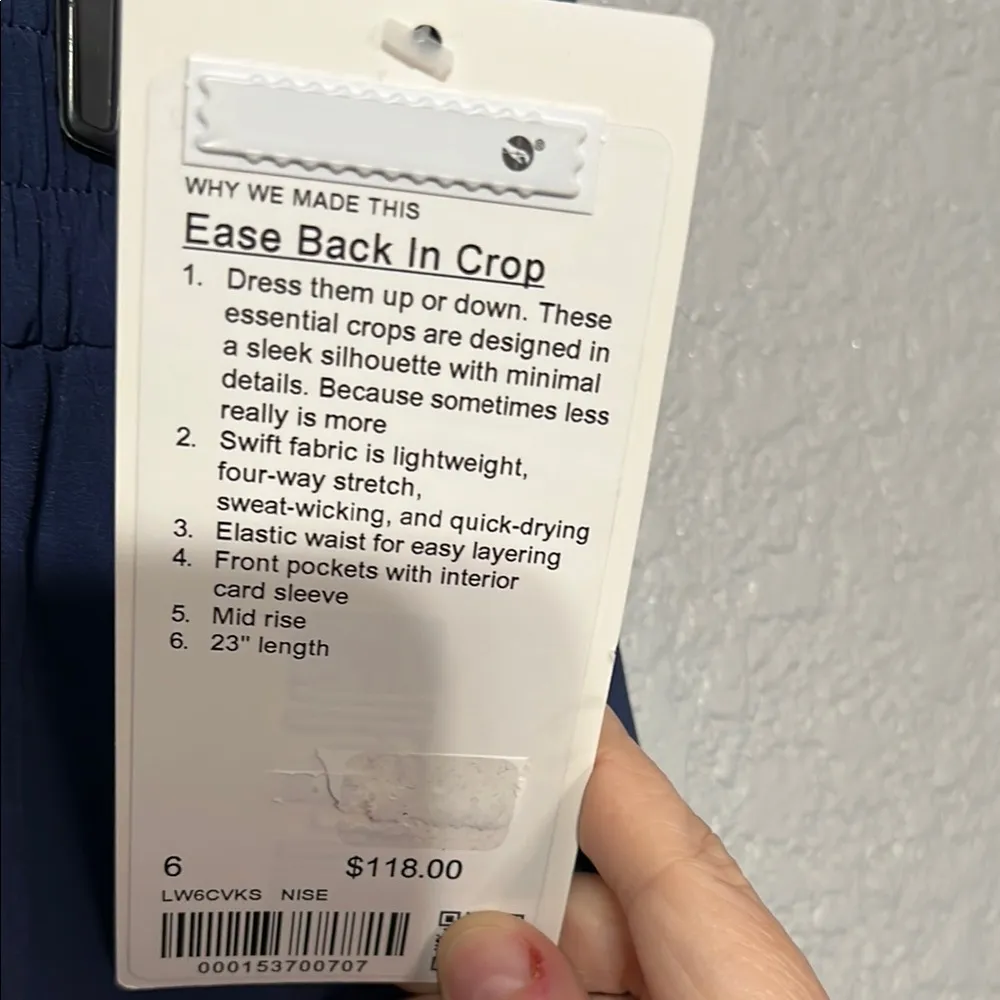 ®
WHY WE MADE THIS
Ease Back In Crop
1. Dress them up or down. These
essential crops are designed in
a sleek silhouette with minimal
details. Because sometimes less
really is more
2. Swift fabric is lightweight,
four-way stretch,
sweat-wicking, and quick-drying
3. Elastic waist for easy layering
4. Front pockets with interior
card sleeve
5. Mid rise
6. 23" length
6 $118.00
LW6CVKS NISE
000153700707